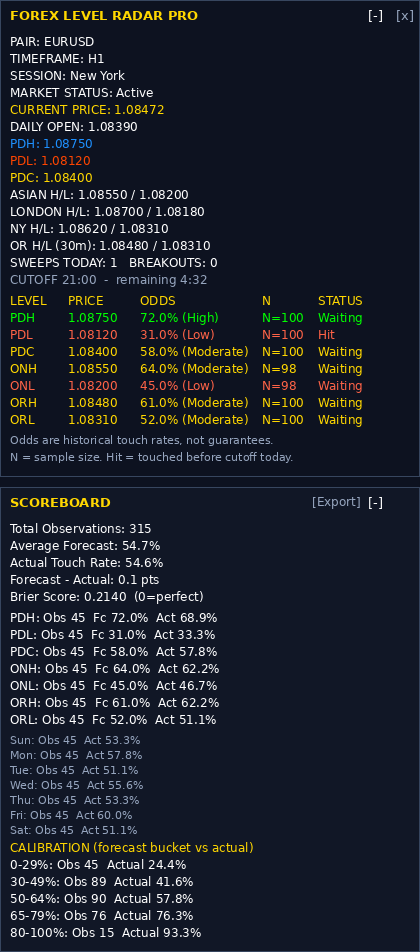 FOREX LEVEL RADAR PRO [-] [x]
PAIR: EURUSD
TIMEFRAME: H1
SESSION: New York
MARKET STATUS: Active
CURRENT PRICE: 1.08472
DAILY OPEN: 1.08390
PDH: 1.08750
PDL: 1.08120
PDC: 1.08400
ASIAN H/L: 1.08550 / 1.08200
LONDON H/L: 1.08700 / 1.08180
NY H/L: 1.08620 / 1.08310
OR H/L (30m): 1.08480 / 1.08310
SWEEPS TODAY: 1 BREAKOUTS: 0
CUTOFF 21:00 - remaining 4:32
LEVEL PRICE ODDS N STATUS
PDH 1.08750 72.0% (High) N=100 Waiting
PDL 1.08120 31.0% (Low) N=100 Hit
PDC 1.08400 58.0% (Moderate) N=100 Waiting
ONH 1.08550 64.0% (Moderate) N=98 Waiting
ONL 1.08200 45.0% (Low) N=98 Waiting
ORH 1.08480 61.0% (Moderate) N=100 Waiting
ORL 1.08310 52.0% (Moderate) N=100 Waiting
Odds are historical touch rates, not guarantees.
N = sample size. Hit = touched before cutoff today.
SCOREBOARD [Export] [-]
Total Observations: 315
Average Forecast: 54.7%
Actual Touch Rate: 54.6%
Forecast - Actual: 0.1 pts
Brier Score: 0.2140 (0=perfect)
PDH: Obs 45 Fc 72.0% Act 68.9%
PDL: Obs 45 Fc 31.0% Act 33.3%
PDC: Obs 45 Fc 58.0% Act 57.8%
ONH: Obs 45 Fc 64.0% Act 62.2%
ONL: Obs 45 Fc 45.0% Act 46.7%
ORH: Obs 45 Fc 61.0% Act 62.2%
ORL: Obs 45 Fc 52.0% Act 51.1%
Sun: Obs 45 Act 53.3%
Mon: Obs 45 Act 57.8%
Tue: Obs 45 Act 51.1%
Wed: Obs 45 Act 55.6%
Thu: Obs 45 Act 53.3%
Fri: Obs 45 Act 60.0%
Sat: Obs 45 Act 51.1%
CALIBRATION (forecast bucket vs actual)
0-29%: Obs 45 Actual 24.4%
30-49%: Obs 89 Actual 41.6%
50-64%: Obs 90 Actual 57.8%
65-79%: Obs 76 Actual 76.3%
80-100%: Obs 15 Actual 93.3%